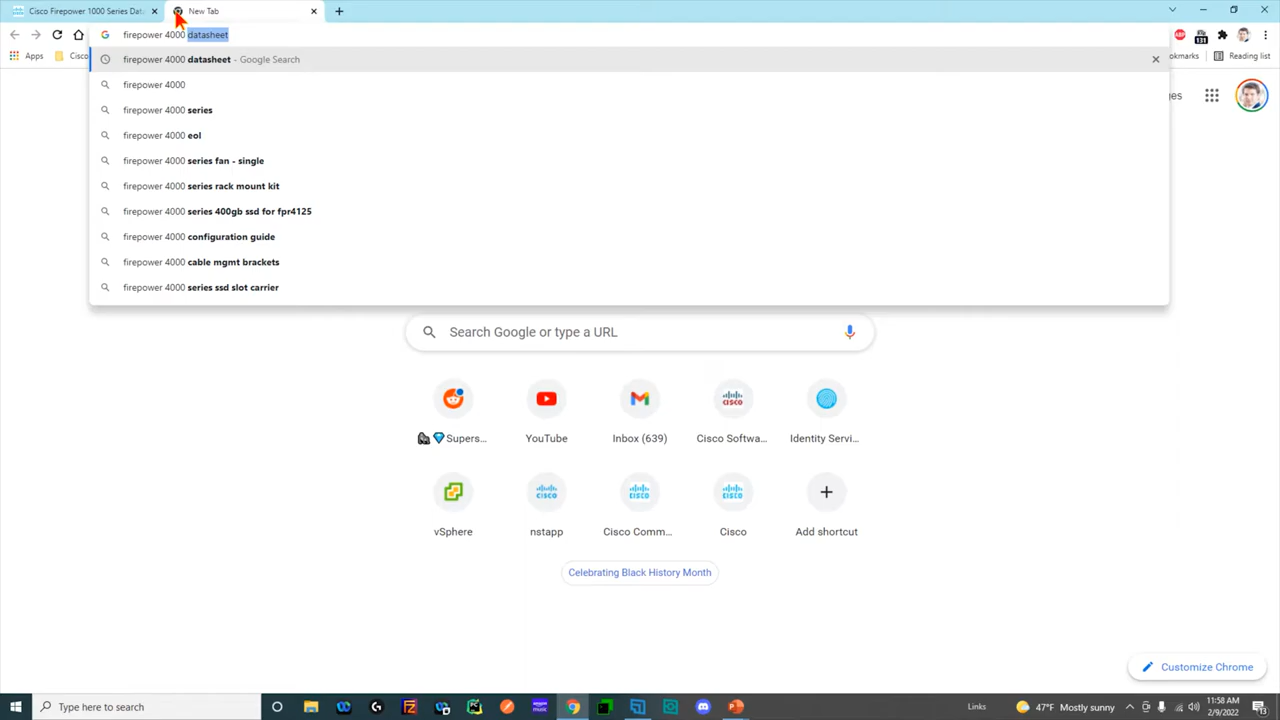 Cisco Firepower 1000 Series Dat
New Tab
firepower 4000 datasheet
Apps
Cisco
okmarks
Reading list
firepower 4000 datasheet - Google Search
firepower 4000
firepower 4000 series
firepower 4000 eol
firepower 4000 series fan - single
firepower 4000 series rack mount kit
firepower 4000 series 400gb ssd for fpr4125
firepower 4000 configuration guide
firepower 4000 cable mgmt brackets
firepower 4000 series ssd slot carrier
ABP
131
es
Search Google or type a URL
Supers...
YouTube
Inbox (639)
Cisco Softwa...
Identity Servi...
vSphere
nstapp
Cisco Comm...
Cisco
Add shortcut
Celebrating Black History Month
Customize Chrome
Type here to search
Links
47°F Mostly sunny
11:58 AM
2/9/2022